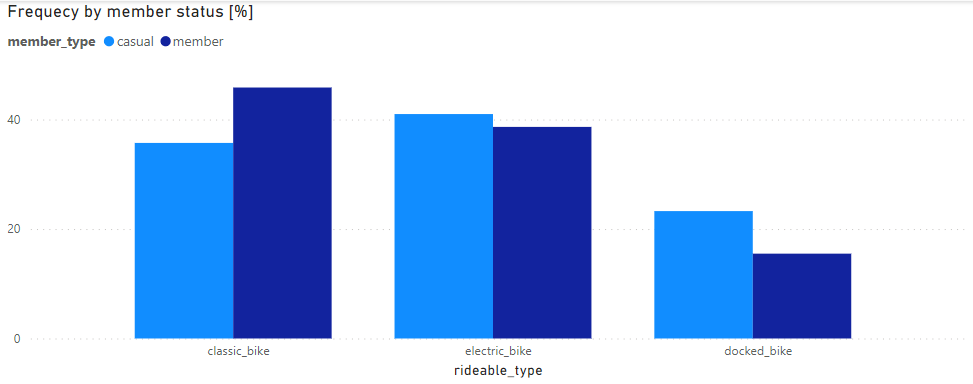 Frequecy by member status [%]
member_type casual member
40
20
0
classic_bike electric_bike docked_bike
rideable_type